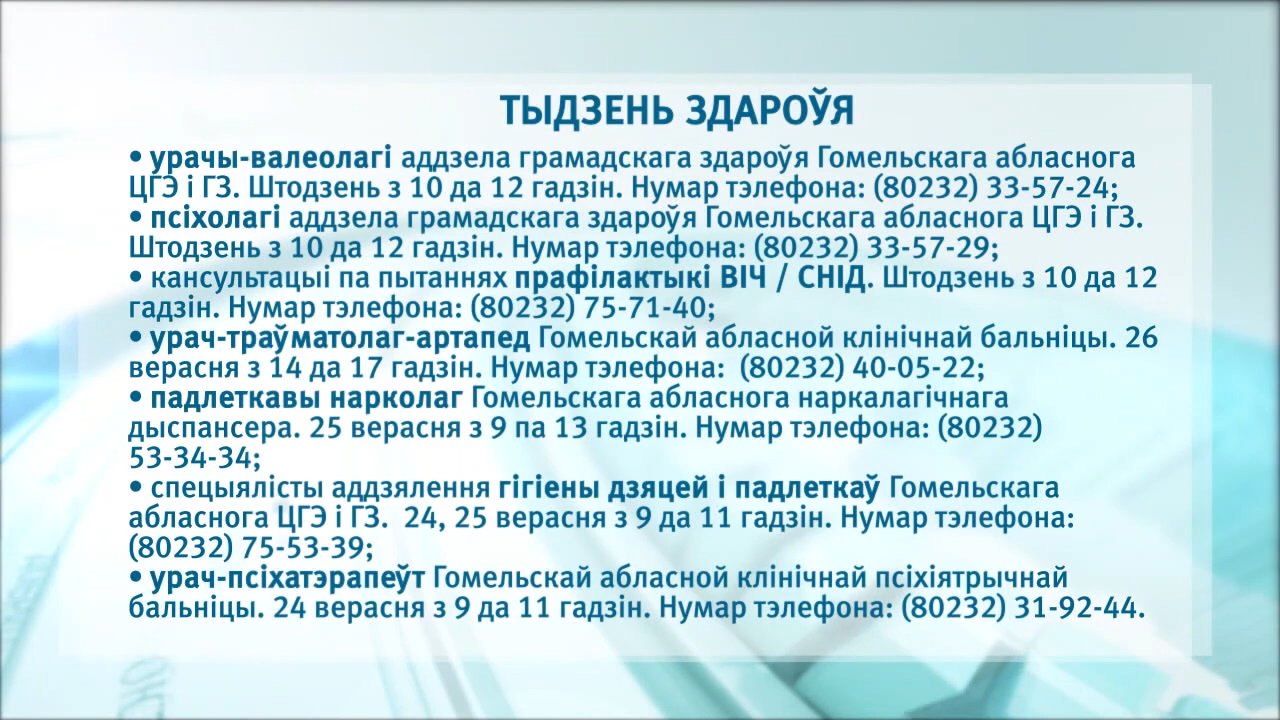 ТЫДЗЕНЬ ЗДАРОЎЯ
• урачы-валеолагі аддзела грамадскага здароўя Гомельскага абласнога
ЦГЭ і ГЗ. Штодзень з 10 да 12 гадзін. Нумар тэлефона: (80232) 33-57-24;
• псіхолагі аддзела грамадскага здароўя Гомельскага абласнога ЦГЭ і ГЗ.
Штодзень з 10 да 12 гадзін. Нумар тэлефона: (80232) 33-57-29;
• кансультацыі па пытаннях прафілактыкі ВІЧ / СНІД. Штодзень з 10 да 12
гадзін. Нумар тэлефона: (80232) 75-71-40;
• урач-траўматолаг-артапед Гомельскай абласной клінічнай бальніцы. 26
верасня з 14 да 17 гадзін. Нумар тэлефона: (80232) 40-05-22;
• падлеткавы нарколаг Гомельскага абласнога наркалагічнага
дыспансера. 25 верасня з 9 па 13 гадзін. Нумар тэлефона: (80232)
53-34-34;
• спецыялісты аддзялення гігіены дзяцей і падлеткаў Гомельскага
абласнога ЦГЭ і ГЗ. 24, 25 верасня з 9 да 11 гадзін. Нумар тэлефона:
(80232) 75-53-39;
• урач-псіхатэрапеўт Гомельскай абласной клінічнай псіхіятрычнай
бальніцы. 24 верасня з 9 да 11 гадзін. Нумар тэлефона: (80232) 31-92-44.